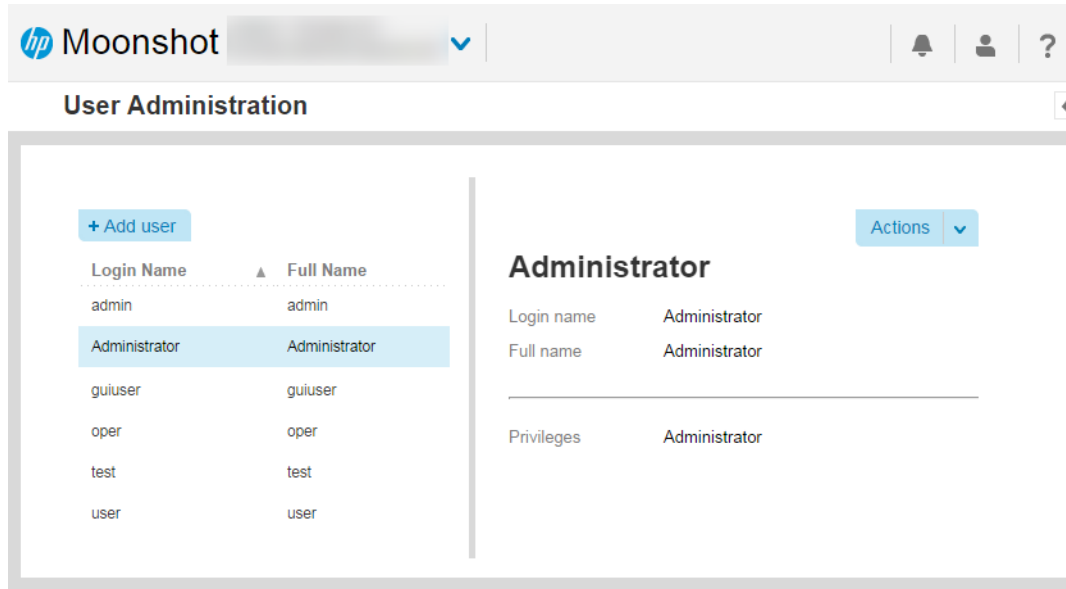 hp Moonshot
?
User Administration
+ Add user
Actions
Login Name ▲ Full Name
admin admin
Administrator Administrator
guiuser guiuser
oper oper
test test
user user
Administrator
Login name Administrator
Full name Administrator
Privileges Administrator